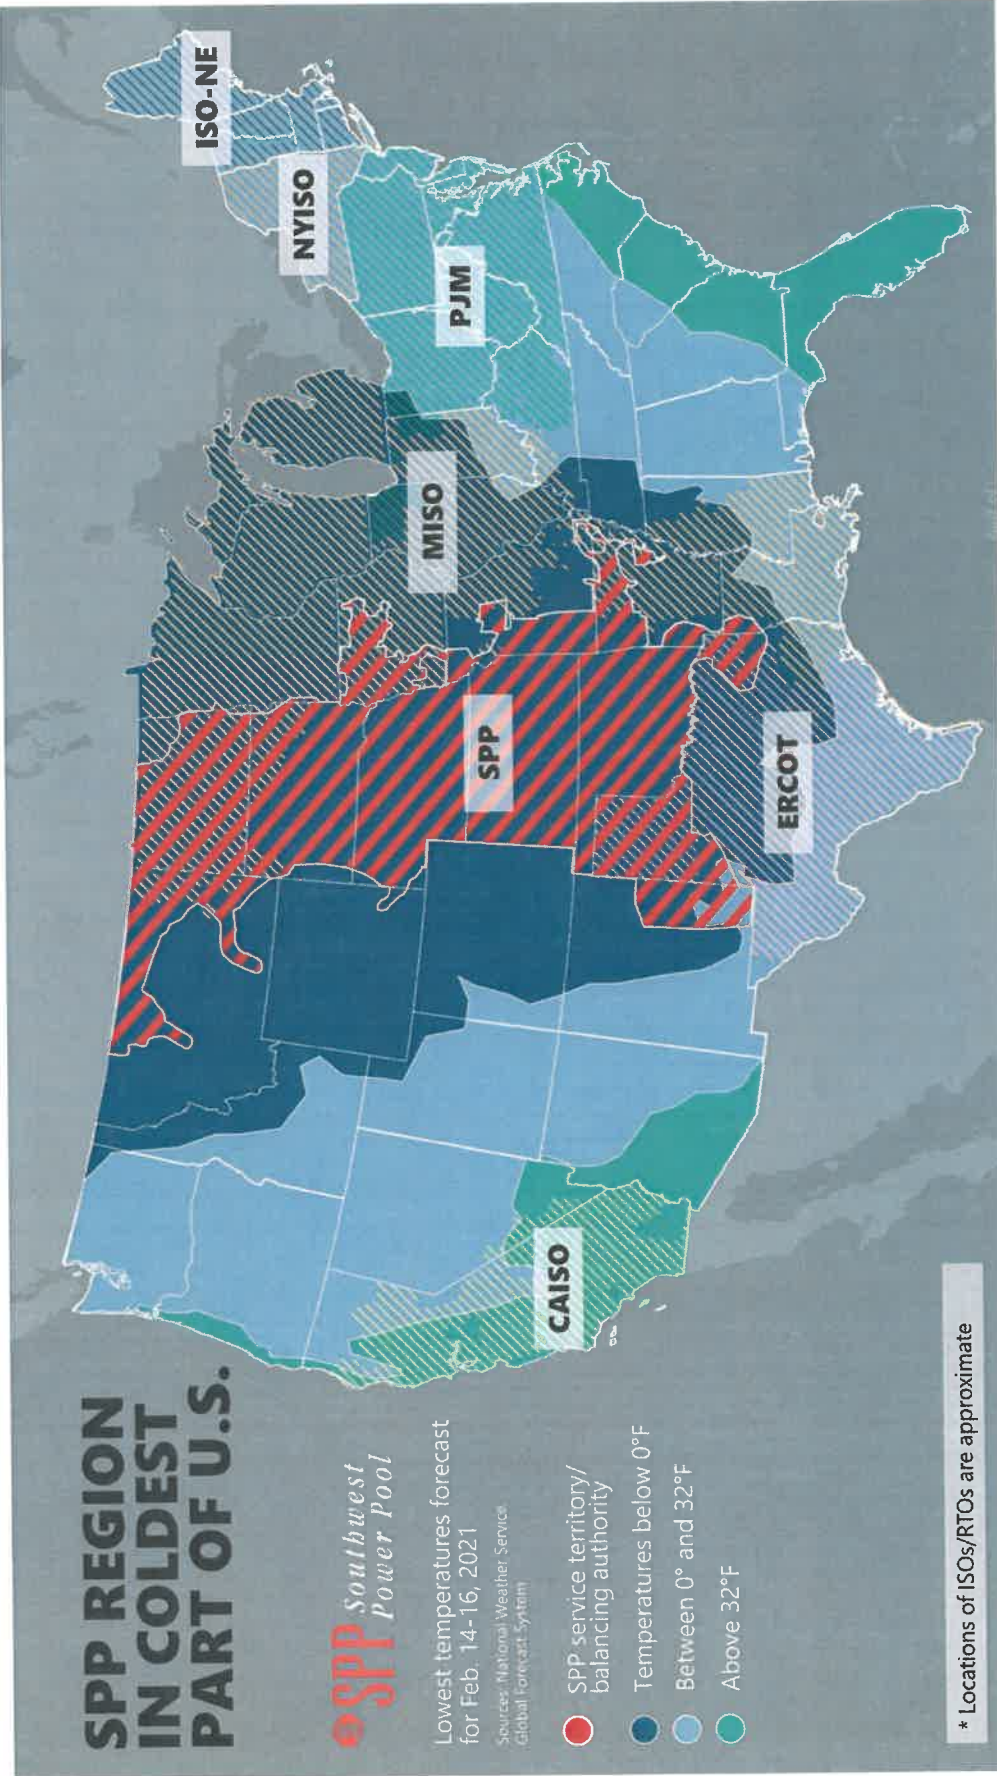 SPP REGION
IN COLDEST
PART OF U.S.
SPP Southwest
Power Pool
Lowest temperatures forecast
for Feb. 14-16, 2021
Sources: National Weather Service,
Global Forecast System
SPP service territory/
balancing authority
Temperatures below 0°F
Between 0° and 32°F
Above 32°F
CAISO
SPP
ERCOT
MISO
PJM
NYISO
ISO-NE
* Locations of ISOs/RTOs are approximate